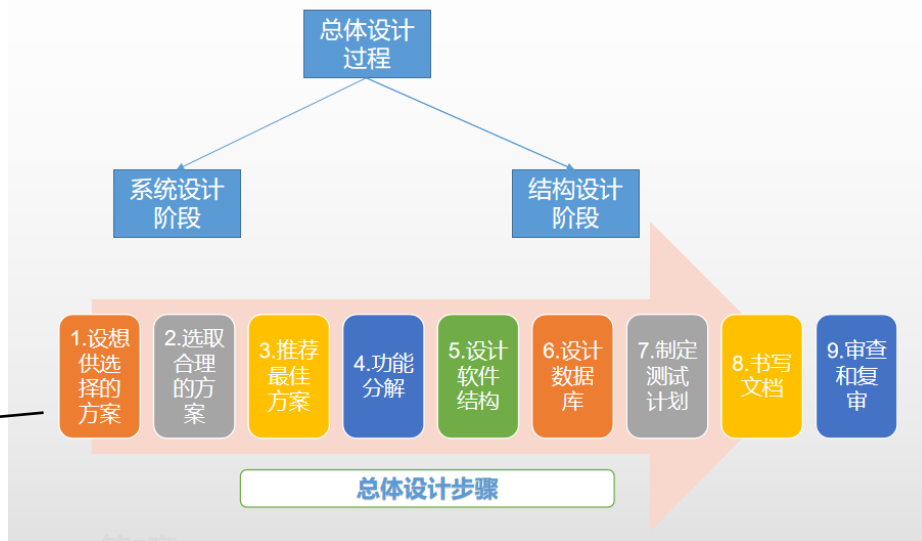 总体设计
过程
系统设计
阶段
结构设计
阶段
1.设想
供选
择的
方案
2.选取
合理
的方
案
3.推荐
最佳
方案
4.功能
分解
5.设计
软件
结构
6.设计
数据
库
7.制定
测试
计划
8.书写
文档
9.审查
和复
审
总体设计步骤